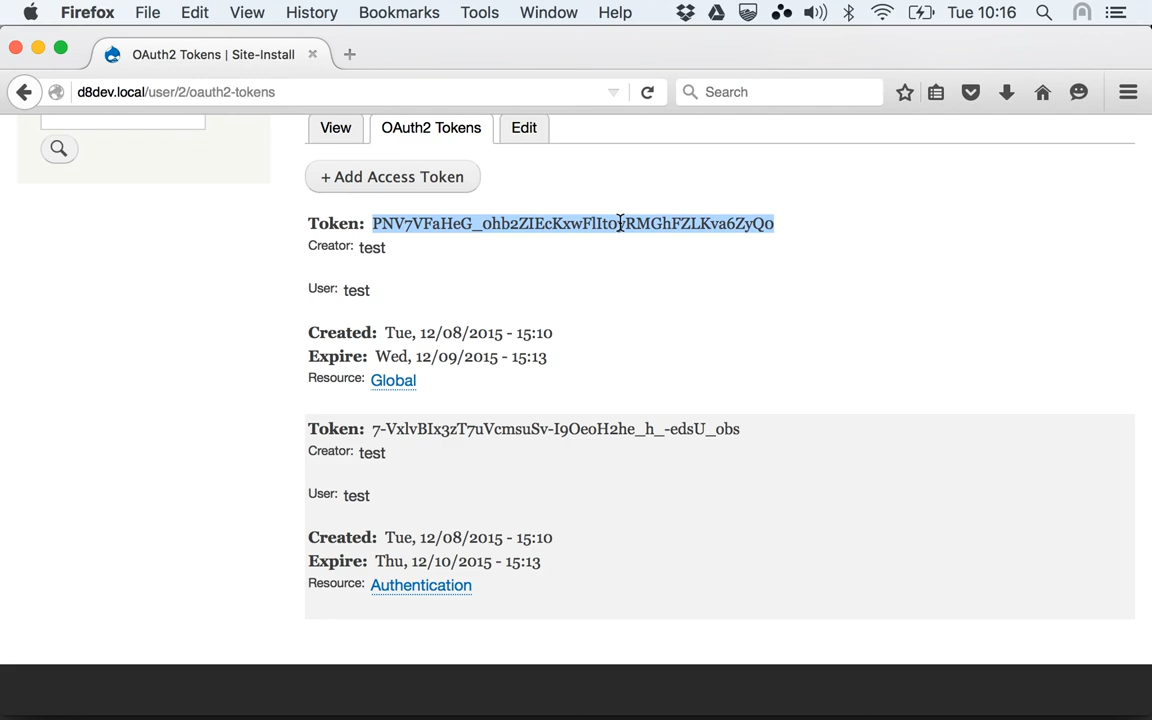 Firefox File Edit View History Bookmarks Tools Window Help Tue 10:16
OAuth2 Tokens | Site-Install
d8dev.local/user/2/oauth2-tokens Search
View OAuth2 Tokens Edit
+ Add Access Token
Token: PNV7VFaHeG_0hb2ZIEcKxwFlIt0yRMGhFZLKva6ZyQ0
Creator: test
User: test
Created: Tue, 12/08/2015 - 15:10
Expire: Wed, 12/09/2015 - 15:13
Resource: Global
Token: 7-VxlvBIx3zT7uVcmsuSv-I9OeoH2he_h_-edsU_obs
Creator: test
User: test
Created: Tue, 12/08/2015 - 15:10
Expire: Thu, 12/10/2015 - 15:13
Resource: Authentication